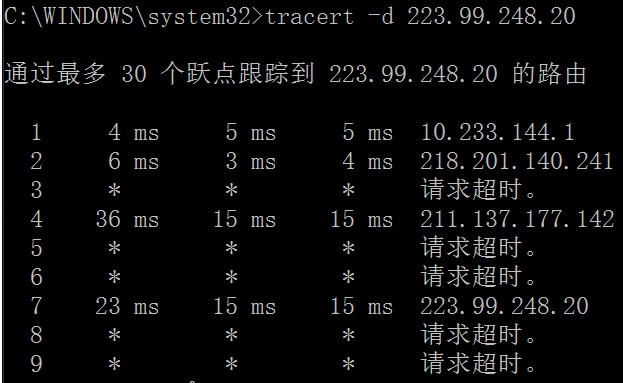 C:\WINDOWS\system32>tracert -d 223.99.248.20
通过最多 30 个跃点跟踪到 223.99.248.20 的路由
1 4 ms 5 ms 5 ms 10.233.144.1
2 6 ms 3 ms 4 ms 218.201.140.241
3 * * * 请求超时。
4 36 ms 15 ms 15 ms 211.137.177.142
5 * * * 请求超时。
6 * * * 请求超时。
7 23 ms 15 ms 15 ms 223.99.248.20
8 * * * 请求超时。
9 * * * 请求超时。